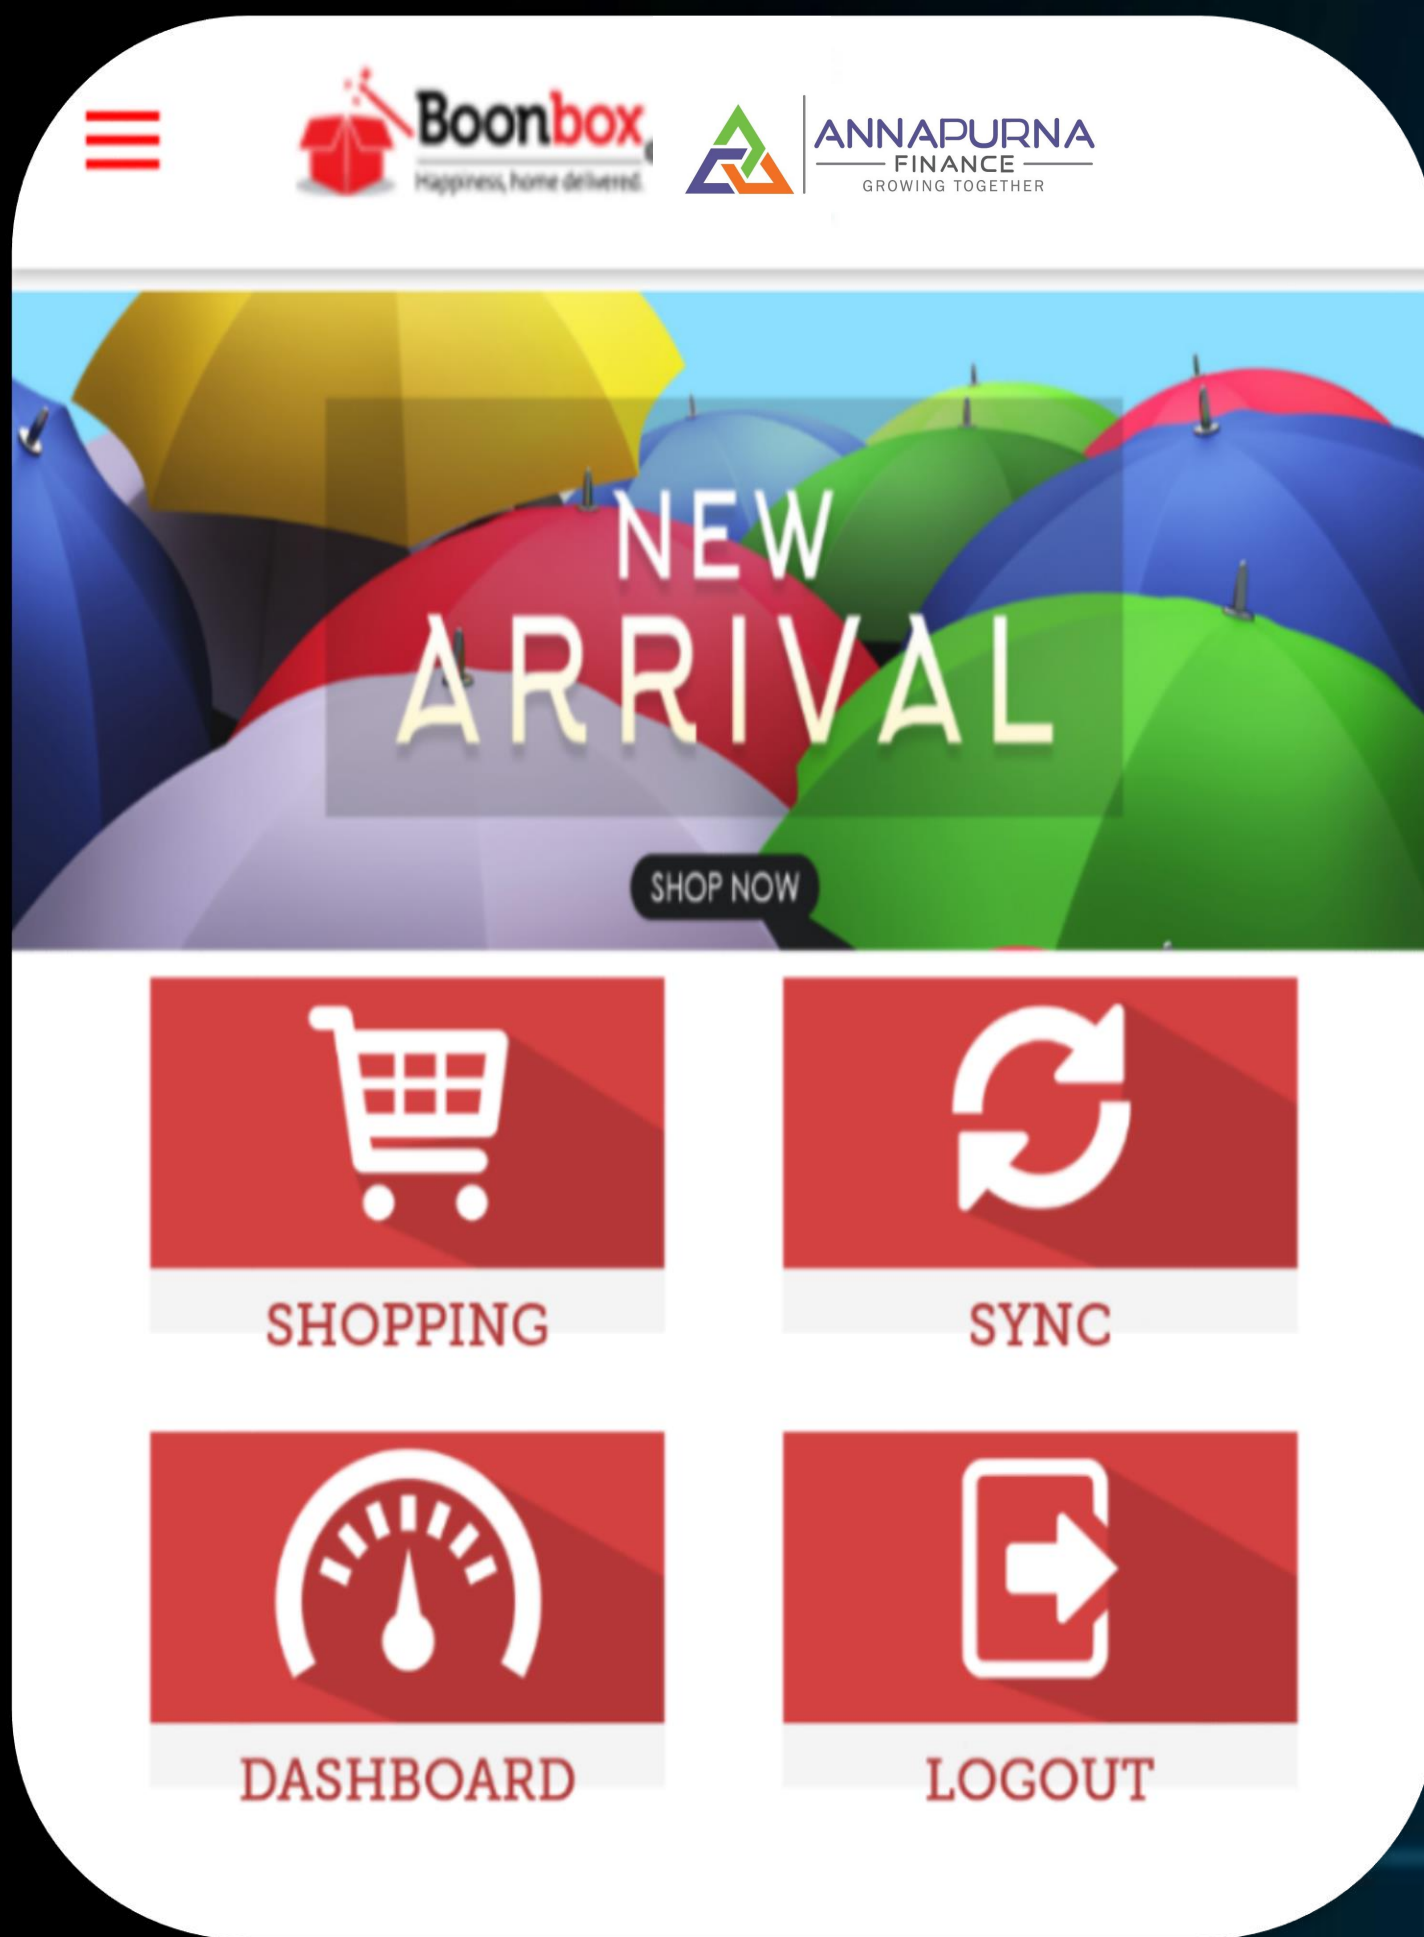 Boonbox
Happiness, home delivered.
ANNAPURNA
FINANCE
GROWING TOGETHER
NEW
ARRIVAL
SHOP NOW
SHOPPING
SYNC
DASHBOARD
LOGOUT